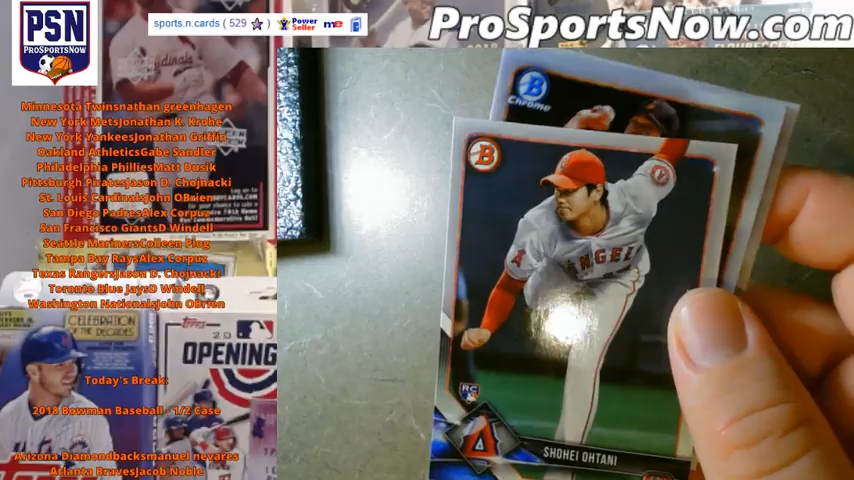 PSN
PROSPORTSNOW
sports.n.cards ( 529 ) Power Seller me
ProSportsNow.com
Minnesota Twinsnathan greenhagen
New York MetsJonathan K. Krohe
New York YankeesJonathan Griffin
Oakland AthleticsGabe Sandler
Philadelphia PhilliesMatt Dusik
Pittsburgh PiratesJason D. Chojnacki
St. Louis CardinalsJohn OBrien
San Diego PadresAlex Corpuz
San Francisco GiantsD Windell
Seattle MarinersColleen Plog
Tampa Bay RaysAlex Corpuz
Texas RangersJason D. Chojnacki
Toronto Blue JaysD Windell
Washington NationalsJohn OBrien
CELEBRATION
OF THE DECADES
TOPPS
OPENING
Today's Break:
2018 Bowman Baseball - 1/2 Case
Arizona Diamondbacksmanuel nevares
Atlanta BravesJacob Noble
Topps
B
Chrome
B
ANGELS
RC
A
SHOHEI OHTANI